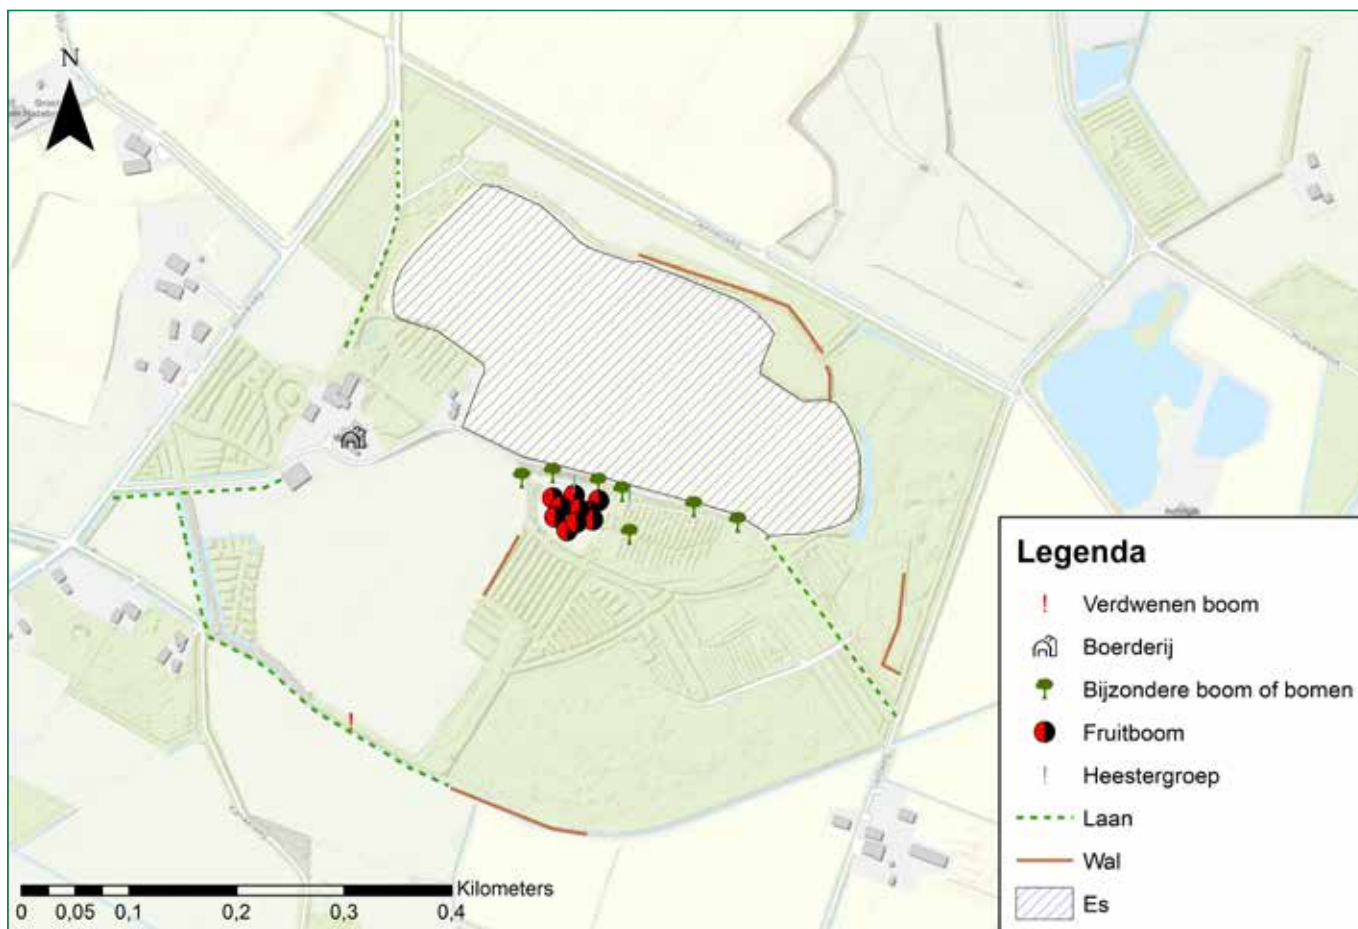 N
Legenda
Verdwenen boom
Boerderij
Bijzondere boom of bomen
Fruitboom
Heestergroep
Laan
Wal
Es
Kilometers
0 0,05 0,1 0,2 0,3 0,4